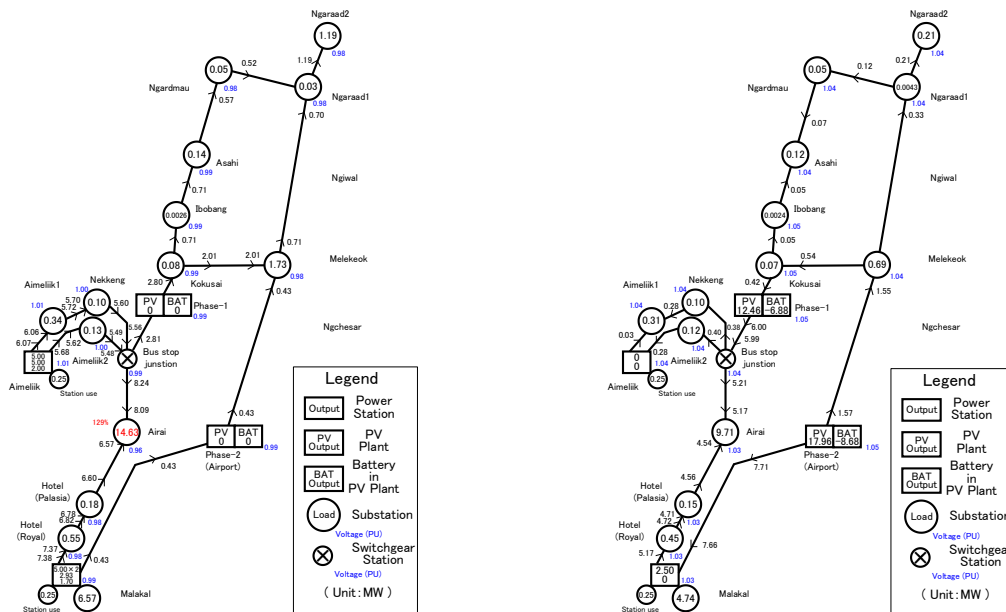 Ngaraad2
1.19
0.98
1.19
0.52
0.05
0.98
0.03
0.98
Ngardmau
Ngaraad1
0.57
0.70
0.14
Asahi
0.99
Ngiwal
0.71
0.0026
Ibobang
0.99
0.71
0.71
0.08
2.01
2.01
1.73
Melekeok
0.99
0.98
Kokusai
Nekkeng
2.80
0.43
Aimeliik1
1.00
PV
0
BAT
0
Phase-1
0.99
1.01
5.70
5.72
0.10
5.60
0.34
0.13
5.49
5.56
2.81
Ngchesar
6.06
5.62
1.00
5.48
Bus stop
junstion
6.07
5.68
Aimeliik2
0.99
5.00
5.00
2.00
1.01
8.24
Aimeliik
0.25
Station use
8.09
0.43
129%
14.63
Airai
PV
0
BAT
0
0.99
6.57
0.96
0.43
Phase-2
(Airport)
6.60
Hotel
(Palasia)
0.18
6.78
6.82
0.98
Hotel
(Royal)
0.55
7.37
7.38
0.98
0.43
5.00×2
2.93
1.70
0.99
0.25
6.57
Malakal
Station use
Legend
Output
Power
Station
PV
Output
PV
Plant
BAT
Output
Battery
in
PV Plant
Load
Substation
Voltage (PU)
Switchgear
Station
Voltage (PU)
( Unit:MW )
Ngaraad2
0.21
1.04
0.21
0.12
0.05
1.04
0.0043
1.04
Ngardmau
Ngaraad1
0.07
0.33
0.12
Asahi
1.04
Ngiwal
0.05
0.0024
Ibobang
1.05
0.05
0.07
0.54
0.69
Melekeok
1.05
1.04
Kokusai
Nekkeng
0.42
1.55
Aimeliik1
1.04
PV
12.46
BAT
-6.88
Phase-1
1.05
1.04
0.28
0.10
0.31
0.12
0.40
0.38
6.00
5.99
Ngchesar
0.03
0.28
1.04
Bus stop
junstion
Aimeliik2
1.04
0
0
1.04
5.21
Aimeliik
0.25
Station use
5.17
1.57
9.71
Airai
PV
17.96
BAT
-8.68
1.05
4.54
1.03
7.71
Phase-2
(Airport)
4.56
Hotel
(Palasia)
0.15
4.71
4.72
1.03
Hotel
(Royal)
0.45
7.66
5.17
1.03
2.50
0
1.03
0.25
4.74
Malakal
Station use
Legend
Output
Power
Station
PV
Output
PV
Plant
BAT
Output
Battery
in
PV Plant
Load
Substation
Voltage (PU)
Switchgear
Station
Voltage (PU)
( Unit:MW )